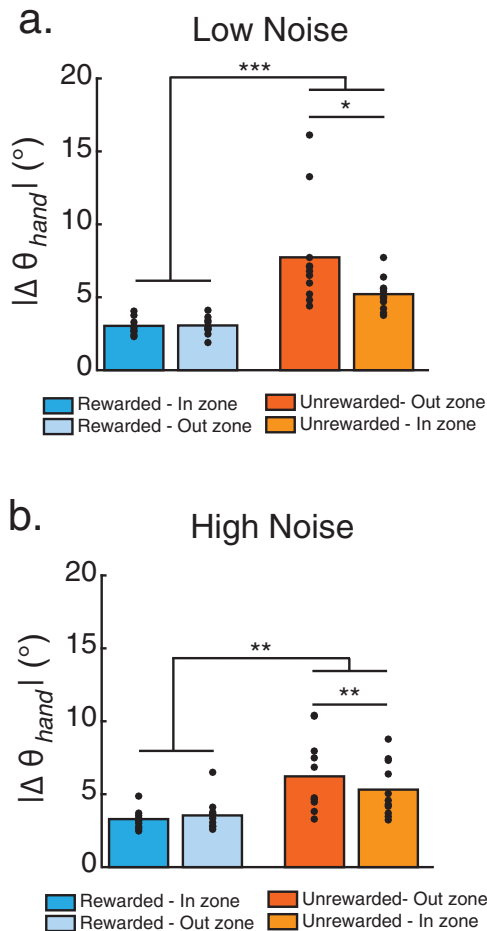 a.
Low Noise
20
***
*
15
10
5
0
|Δ θhand| (°)
Rewarded - In zone
Unrewarded- Out zone
Rewarded - Out zone
Unrewarded - In zone
b.
High Noise
20
15
**
**
10
5
0
|Δ θhand| (°)
Rewarded - In zone
Unrewarded- Out zone
Rewarded - Out zone
Unrewarded - In zone